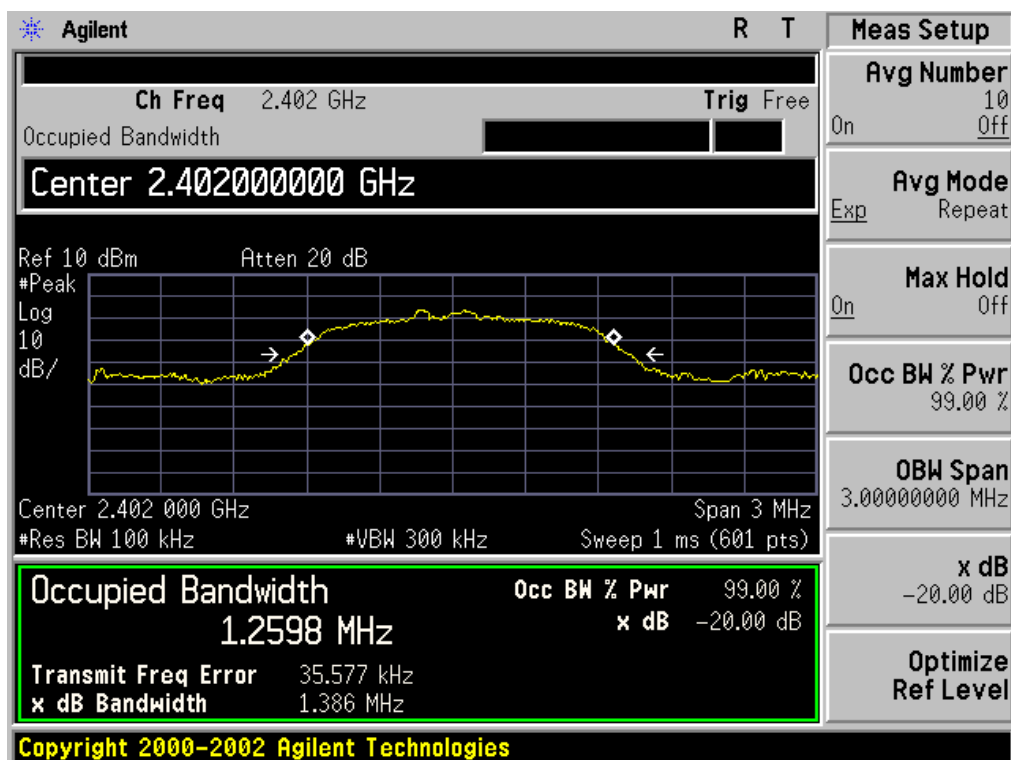 Agilent R T
Meas Setup
Ch Freq 2.402 GHz Trig Free
Occupied Bandwidth
Center 2.402000000 GHz
Ref 10 dBm Atten 20 dB
#Peak
Log
10
dB/
Center 2.402 000 GHz Span 3 MHz
#Res BW 100 kHz #VBW 300 kHz Sweep 1 ms (601 pts)
Occupied Bandwidth Occ BW % Pwr 99.00 %
1.2598 MHz x dB -20.00 dB
Transmit Freq Error 35.577 kHz
x dB Bandwidth 1.386 MHz
Copyright 2000-2002 Agilent Technologies
Avg Number
10
On Off
Avg Mode
Exp Repeat
Max Hold
On Off
Occ BW % Pwr
99.00 %
OBW Span
3.00000000 MHz
x dB
-20.00 dB
Optimize
Ref Level